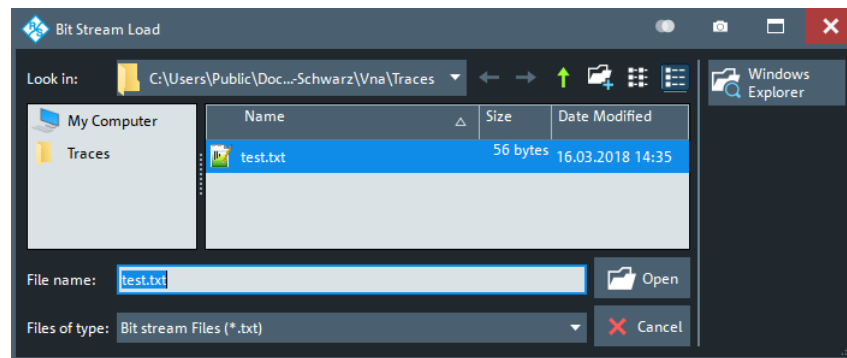 Bit Stream Load
Look in: C:\Users\Public\Doc...-Schwarz\Vna\Traces
Windows
Explorer
My Computer
Traces
Name Size Date Modified
test.txt 56 bytes 16.03.2018 14:35
File name: test.txt Open
Files of type: Bit stream Files (*.txt) Cancel